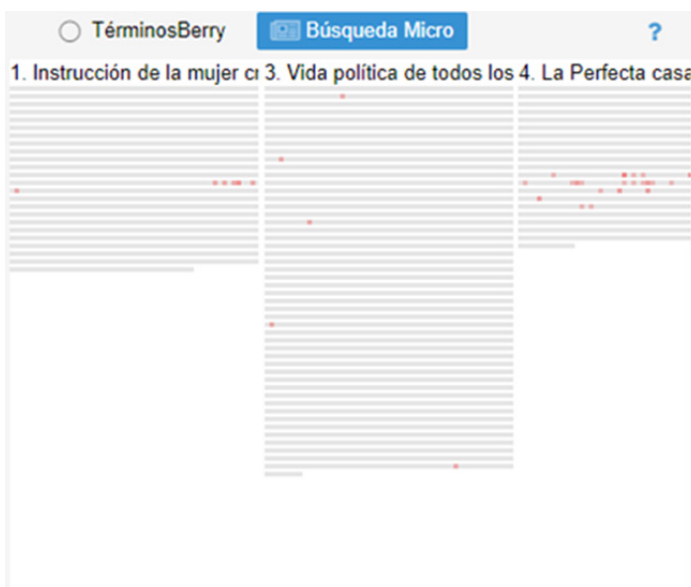 TérminosBerry Búsqueda Micro ?
1. Instrucción de la mujer cr 3. Vida política de todos los 4. La Perfecta casa